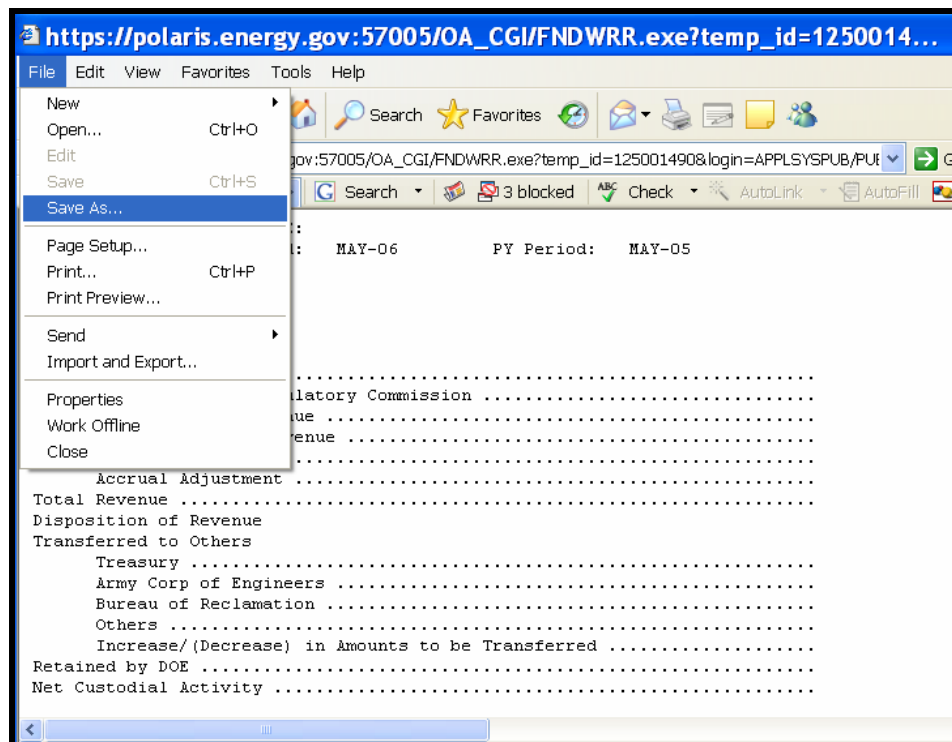 https://polaris.energy.gov:57005/OA_CGI/FNDWRR.exe?temp_id=1250014...
File Edit View Favorites Tools Help
New
Open... Ctrl+O
Edit
Save Ctrl+S
Save As...
Page Setup...
Print... Ctrl+P
Print Preview...
Send
Import and Export...
Properties
Work Offline
Close
Search Favorites
gov:57005/OA_CGI/FNDWRR.exe?temp_id=125001490&login=APPLSYSPUB/PUB G
G Search 3 blocked ABC Check AutoLink AutoFill
:
: MAY-06 PY Period: MAY-05
..................................................
latory Commission ................................
ue ...............................................
enue .............................................
..................................................
Accrual Adjustment ..................................................
Total Revenue .............................................................
Disposition of Revenue
Transferred to Others
Treasury ............................................................
Army Corp of Engineers ..............................................
Bureau of Reclamation ...............................................
Others ..............................................................
Increase/(Decrease) in Amounts to be Transferred ....................
Retained by DOE ...........................................................
Net Custodial Activity ....................................................